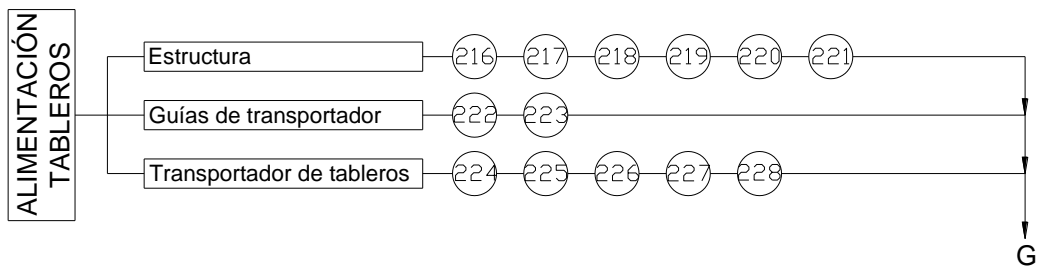 ALIMENTACIÓN
TABLEROS
Estructura 216 217 218 219 220 221
Guías de transportador 222 223
Transportador de tableros 224 225 226 227 228
G